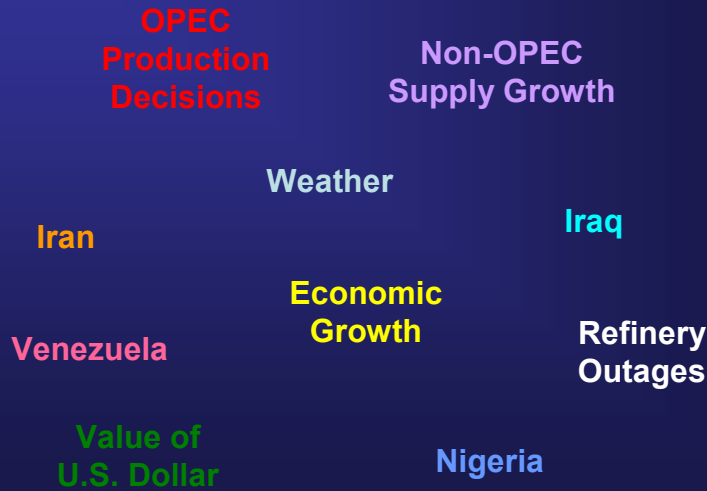 OPEC
Production
Decisions
Non-OPEC
Supply Growth
Weather
Iran
Iraq
Economic
Growth
Venezuela
Refinery
Outages
Value of
U.S. Dollar
Nigeria